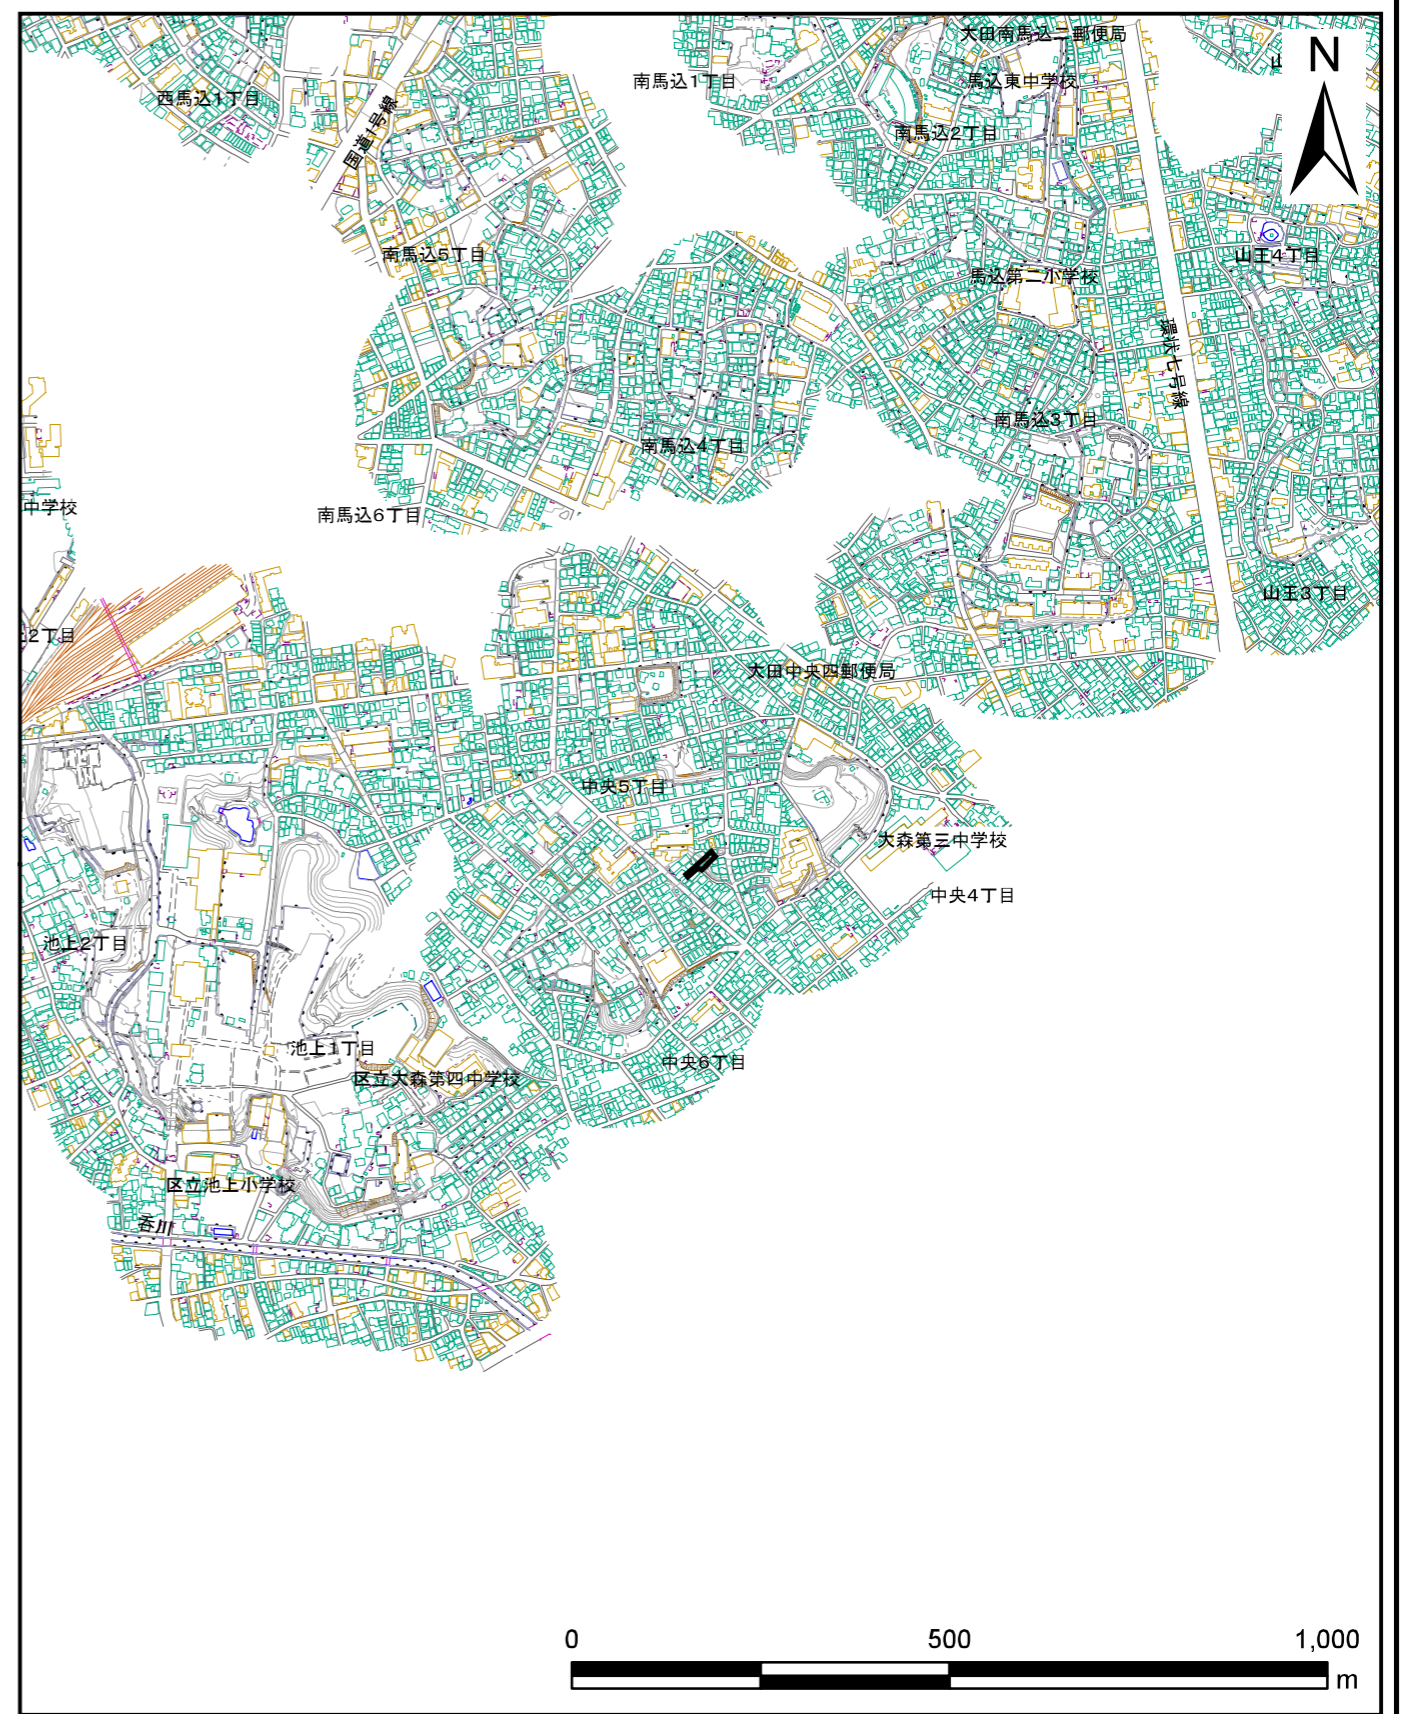 大田南馬込二郵便局
N
南馬込1丁目
馬込東中学校
西馬込1丁目
国道1号線
南馬込2丁目
南馬込5丁目
山王4丁目
馬込第二小学校
環状七号線
南馬込3丁目
南馬込4丁目
中学校
南馬込6丁目
山王3丁目
2丁目
大田中央四郵便局
中央5丁目
大森第三中学校
中央4丁目
池上2丁目
池上1丁目
中央6丁目
区立大森第四中学校
区立池上小学校
呑川
0 500 1,000
m